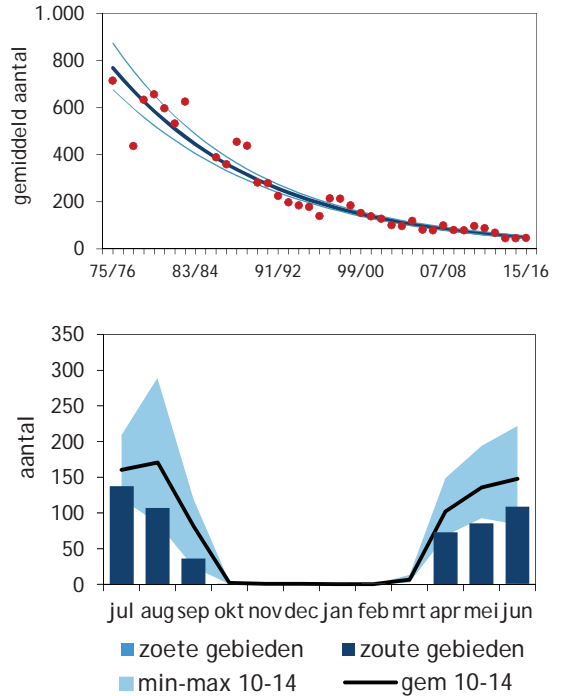 1.000
800
600
400
200
0
gemiddeld aantal
75/76 83/84 91/92 99/00 07/08 15/16
350
300
250
200
150
100
50
0
aantal
jul aug sep okt nov dec jan feb mrt apr mei jun
zoete gebieden zoute gebieden
min-max 10-14 gem 10-14